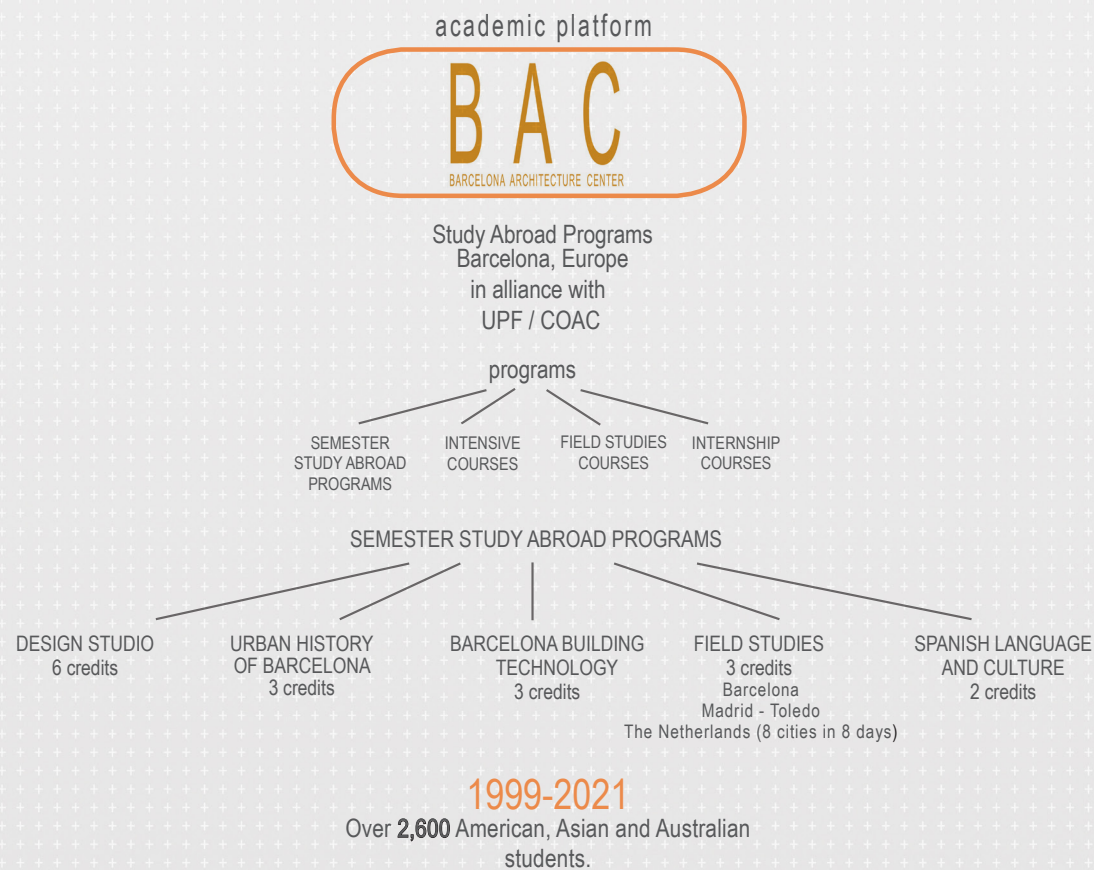 academic platform
BAC
BARCELONA ARCHITECTURE CENTER
Study Abroad Programs
Barcelona, Europe
in alliance with
UPF / COAC
programs
SEMESTER
STUDY ABROAD
PROGRAMS
INTENSIVE
COURSES
FIELD STUDIES
COURSES
INTERNSHIP
COURSES
SEMESTER STUDY ABROAD PROGRAMS
DESIGN STUDIO
6 credits
URBAN HISTORY
OF BARCELONA
3 credits
BARCELONA BUILDING
TECHNOLOGY
3 credits
FIELD STUDIES
3 credits
Barcelona
Madrid - Toledo
The Netherlands (8 cities in 8 days)
SPANISH LANGUAGE
AND CULTURE
2 credits
1999-2021
Over 2,600 American, Asian and Australian
students.